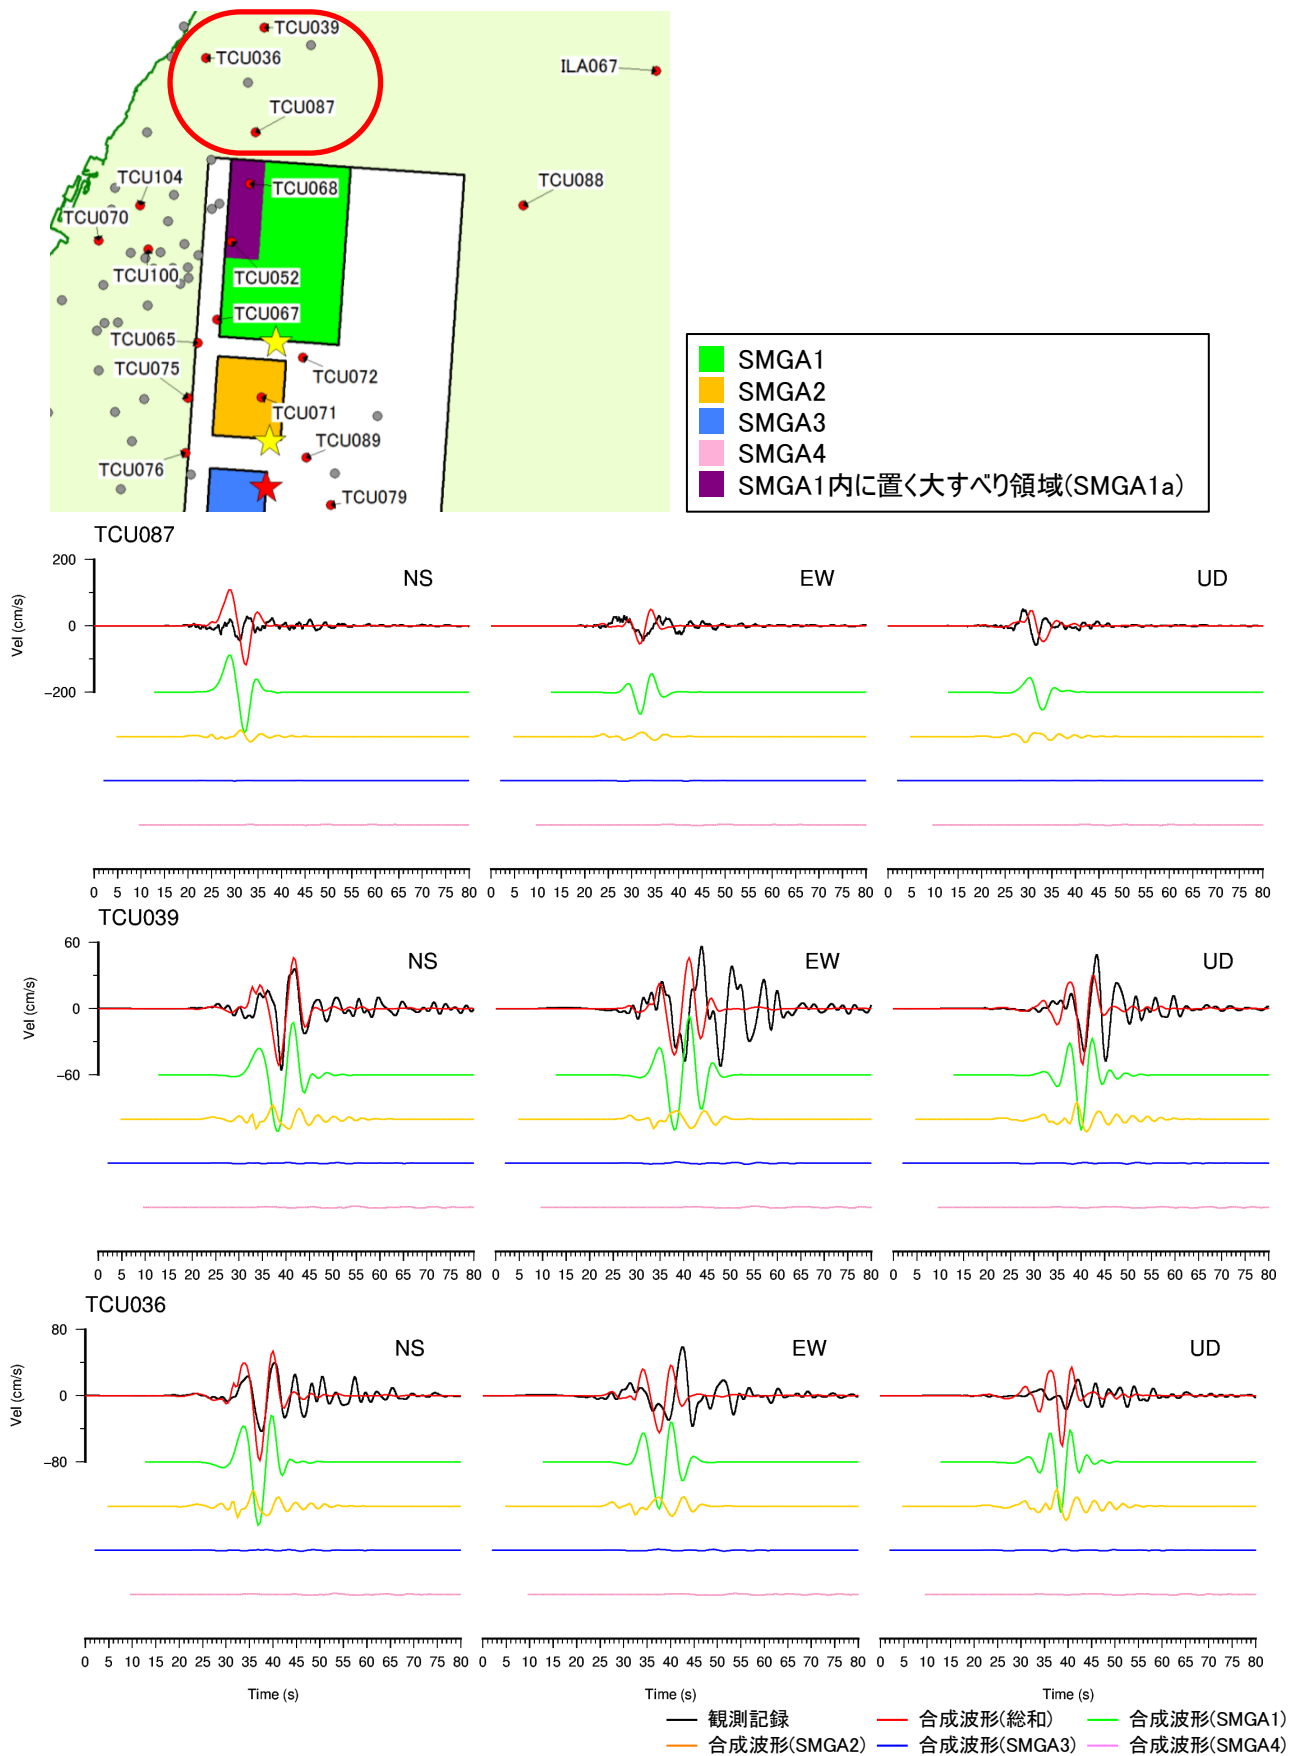 TCU039
TCU036
ILA067
TCU087
TCU104
TCU068
TCU088
TCU070
TCU100
TCU052
TCU067
TCU065
TCU072
TCU075
TCU071
TCU089
TCU076
TCU079
SMGA1
SMGA2
SMGA3
SMGA4
SMGA1内に置く大すべり領域(SMGA1a)
TCU087
200
0
−200
Vel (cm/s)
NS
EW
UD
0 5 10 15 20 25 30 35 40 45 50 55 60 65 70 75 80
0 5 10 15 20 25 30 35 40 45 50 55 60 65 70 75 80
0 5 10 15 20 25 30 35 40 45 50 55 60 65 70 75 80
TCU039
60
0
−60
Vel (cm/s)
NS
EW
UD
0 5 10 15 20 25 30 35 40 45 50 55 60 65 70 75 80
0 5 10 15 20 25 30 35 40 45 50 55 60 65 70 75 80
0 5 10 15 20 25 30 35 40 45 50 55 60 65 70 75 80
TCU036
80
0
−80
Vel (cm/s)
NS
EW
UD
0 5 10 15 20 25 30 35 40 45 50 55 60 65 70 75 80
0 5 10 15 20 25 30 35 40 45 50 55 60 65 70 75 80
0 5 10 15 20 25 30 35 40 45 50 55 60 65 70 75 80
Time (s)
Time (s)
Time (s)
観測記録 合成波形(総和) 合成波形(SMGA1)
合成波形(SMGA2) 合成波形(SMGA3) 合成波形(SMGA4)